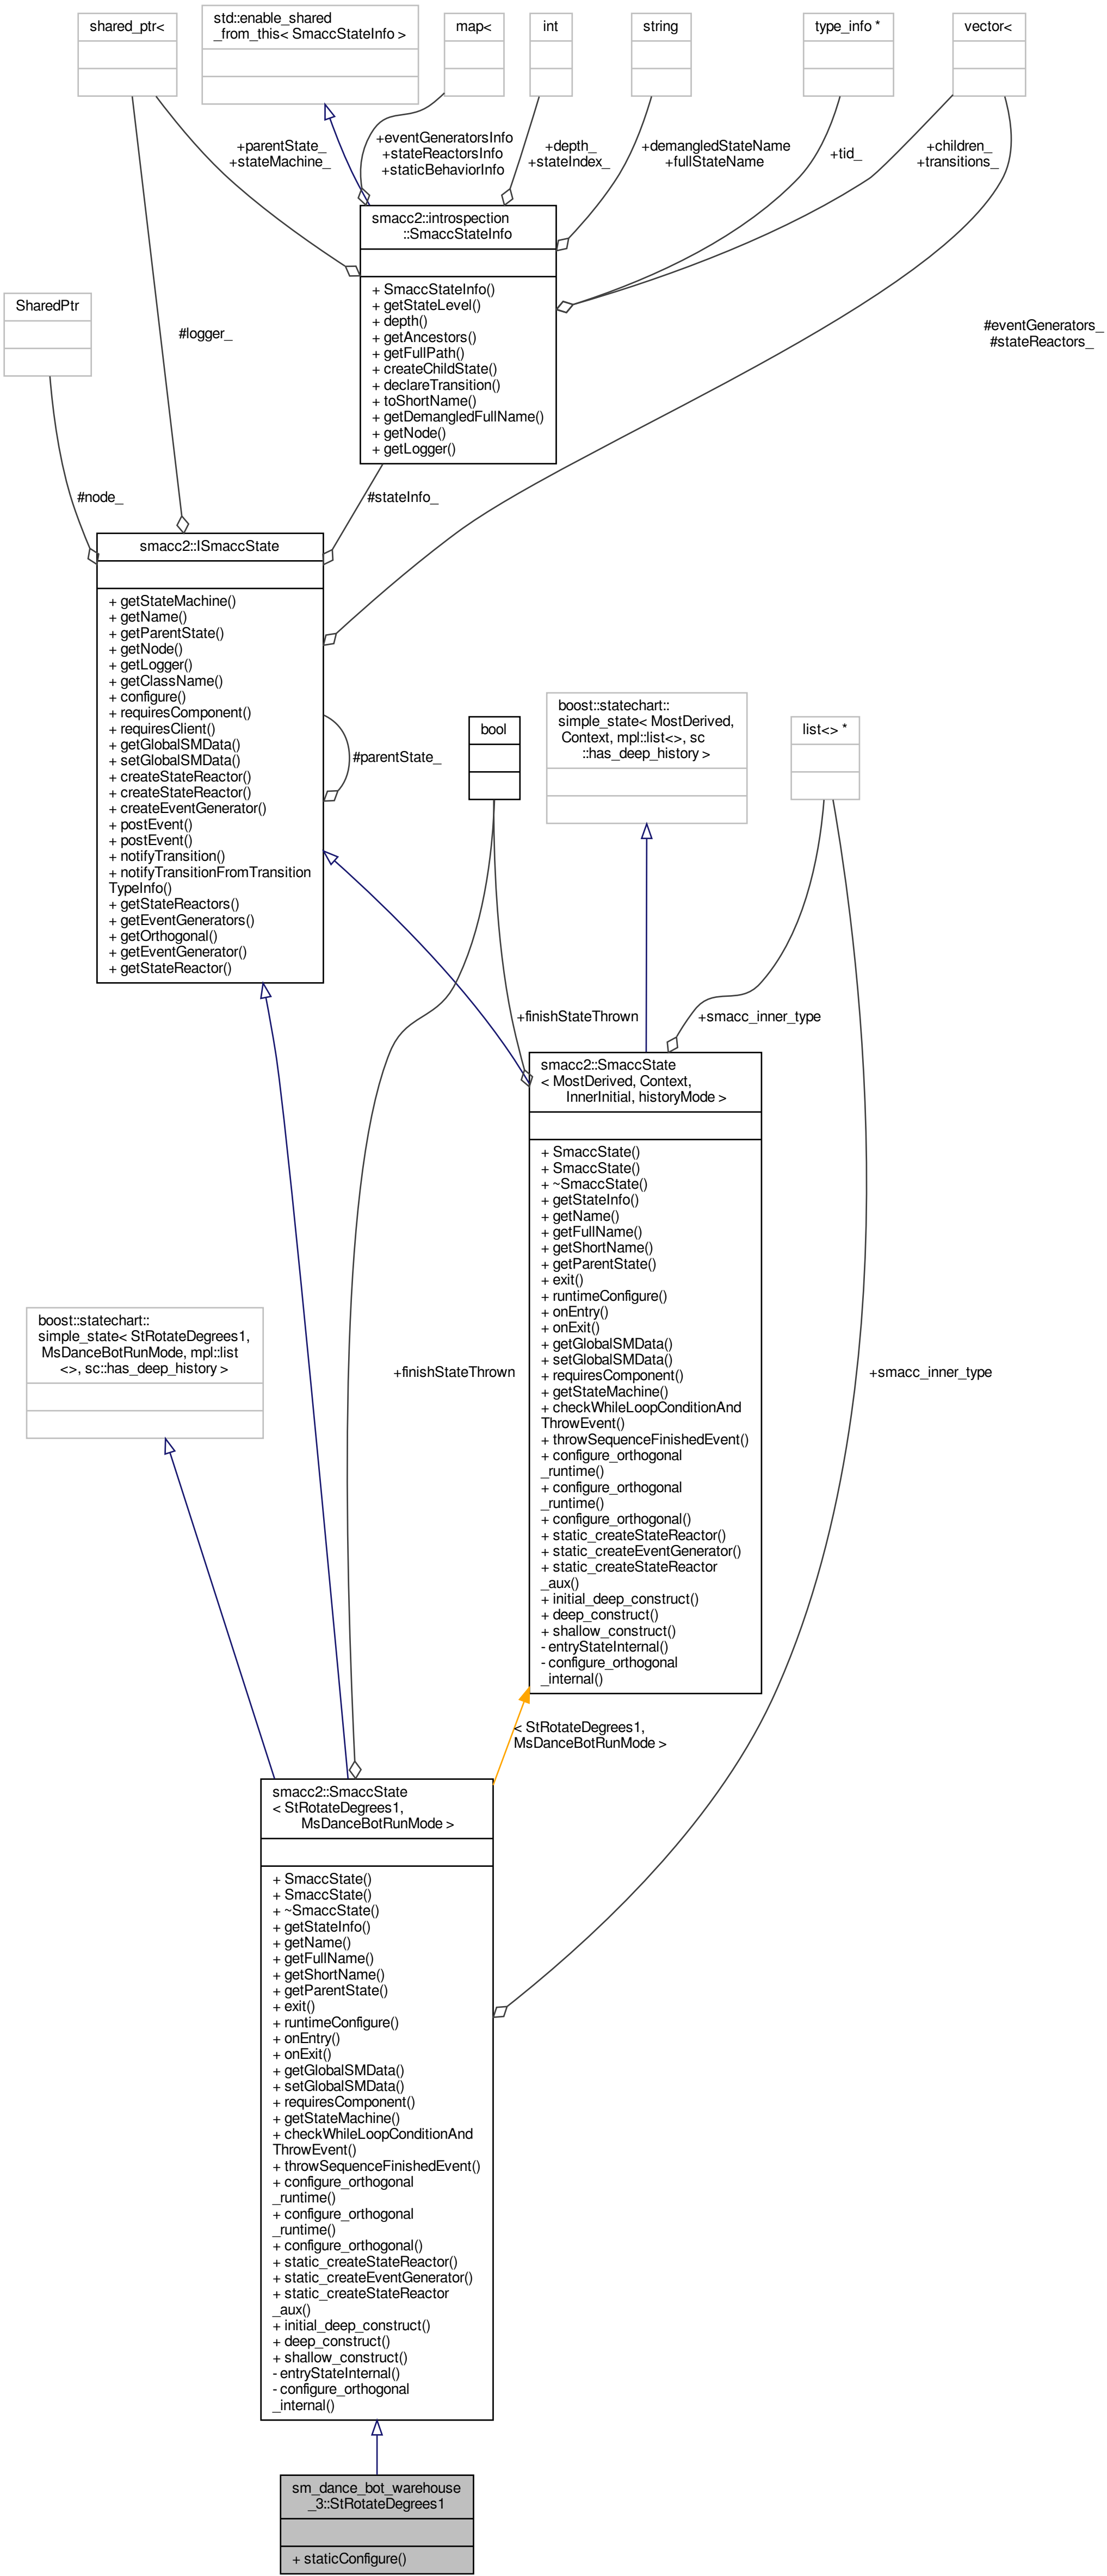 shared_ptr<
std::enable_shared
_from_this< SmaccStateInfo >
map<
int
string
type_info *
vector<
+parentState_
+stateMachine_
+eventGeneratorsInfo
+stateReactorsInfo
+staticBehaviorInfo
+depth_
+stateIndex_
+demangledStateName
+fullStateName
+tid_
+children_
+transitions_
smacc2::introspection
::SmaccStateInfo
+ SmaccStateInfo()
+ getStateLevel()
+ depth()
+ getAncestors()
+ getFullPath()
+ createChildState()
+ declareTransition()
+ toShortName()
+ getDemangledFullName()
+ getNode()
+ getLogger()
SharedPtr
#logger_
#eventGenerators_
#stateReactors_
#node_
#stateInfo_
smacc2::ISmaccState
+ getStateMachine()
+ getName()
+ getParentState()
+ getNode()
+ getLogger()
+ getClassName()
+ configure()
+ requiresComponent()
+ requiresClient()
+ getGlobalSMData()
+ setGlobalSMData()
+ createStateReactor()
+ createStateReactor()
+ createEventGenerator()
+ postEvent()
+ postEvent()
+ notifyTransition()
+ notifyTransitionFromTransition
TypeInfo()
+ getStateReactors()
+ getEventGenerators()
+ getOrthogonal()
+ getEventGenerator()
+ getStateReactor()
#parentState_
bool
boost::statechart::
simple_state< MostDerived,
Context, mpl::list<>, sc
::has_deep_history >
list<> *
+finishStateThrown
+smacc_inner_type
smacc2::SmaccState
< MostDerived, Context,
InnerInitial, historyMode >
+ SmaccState()
+ SmaccState()
+ ~SmaccState()
+ getStateInfo()
+ getName()
+ getFullName()
+ getShortName()
+ getParentState()
+ exit()
+ runtimeConfigure()
+ onEntry()
+ onExit()
+ getGlobalSMData()
+ setGlobalSMData()
+ requiresComponent()
+ getStateMachine()
+ checkWhileLoopConditionAnd
ThrowEvent()
+ throwSequenceFinishedEvent()
+ configure_orthogonal
_runtime()
+ configure_orthogonal
_runtime()
+ configure_orthogonal()
+ static_createStateReactor()
+ static_createEventGenerator()
+ static_createStateReactor
_aux()
+ initial_deep_construct()
+ deep_construct()
+ shallow_construct()
- entryStateInternal()
- configure_orthogonal
_internal()
boost::statechart::
simple_state< StRotateDegrees1,
MsDanceBotRunMode, mpl::list
<>, sc::has_deep_history >
+finishStateThrown
+smacc_inner_type
< StRotateDegrees1,
MsDanceBotRunMode >
smacc2::SmaccState
< StRotateDegrees1,
MsDanceBotRunMode >
+ SmaccState()
+ SmaccState()
+ ~SmaccState()
+ getStateInfo()
+ getName()
+ getFullName()
+ getShortName()
+ getParentState()
+ exit()
+ runtimeConfigure()
+ onEntry()
+ onExit()
+ getGlobalSMData()
+ setGlobalSMData()
+ requiresComponent()
+ getStateMachine()
+ checkWhileLoopConditionAnd
ThrowEvent()
+ throwSequenceFinishedEvent()
+ configure_orthogonal
_runtime()
+ configure_orthogonal
_runtime()
+ configure_orthogonal()
+ static_createStateReactor()
+ static_createEventGenerator()
+ static_createStateReactor
_aux()
+ initial_deep_construct()
+ deep_construct()
+ shallow_construct()
- entryStateInternal()
- configure_orthogonal
_internal()
sm_dance_bot_warehouse
_3::StRotateDegrees1
+ staticConfigure()